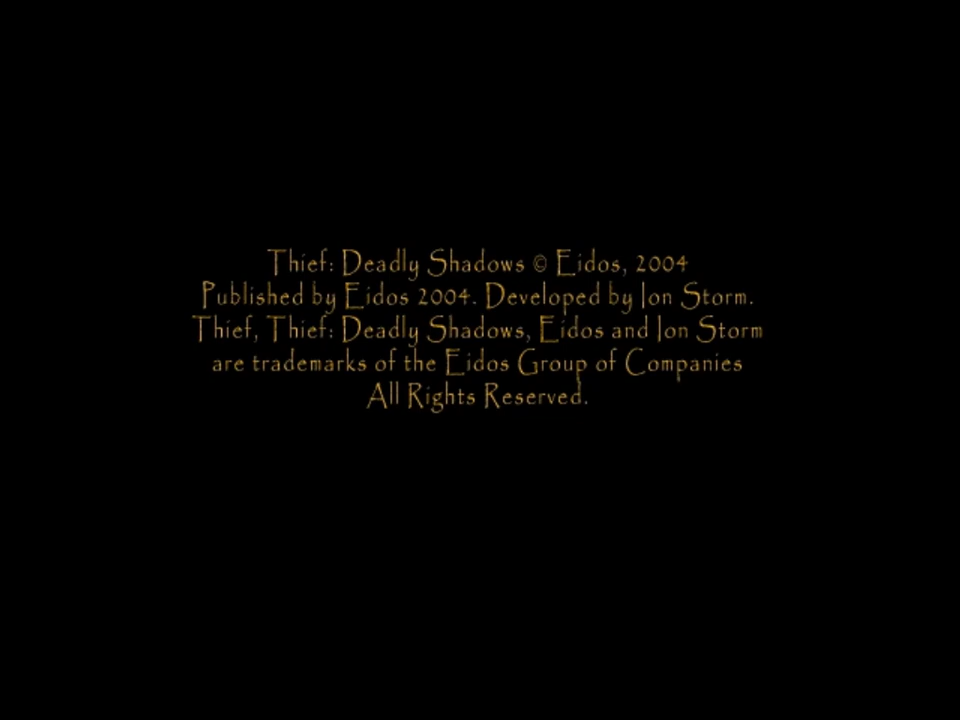 Thief: Deadly Shadows © Eidos, 2004
Published by Eidos 2004. Developed by Ion Storm.
Thief, Thief: Deadly Shadows, Eidos and Ion Storm
are trademarks of the Eidos Group of Companies
All Rights Reserved.